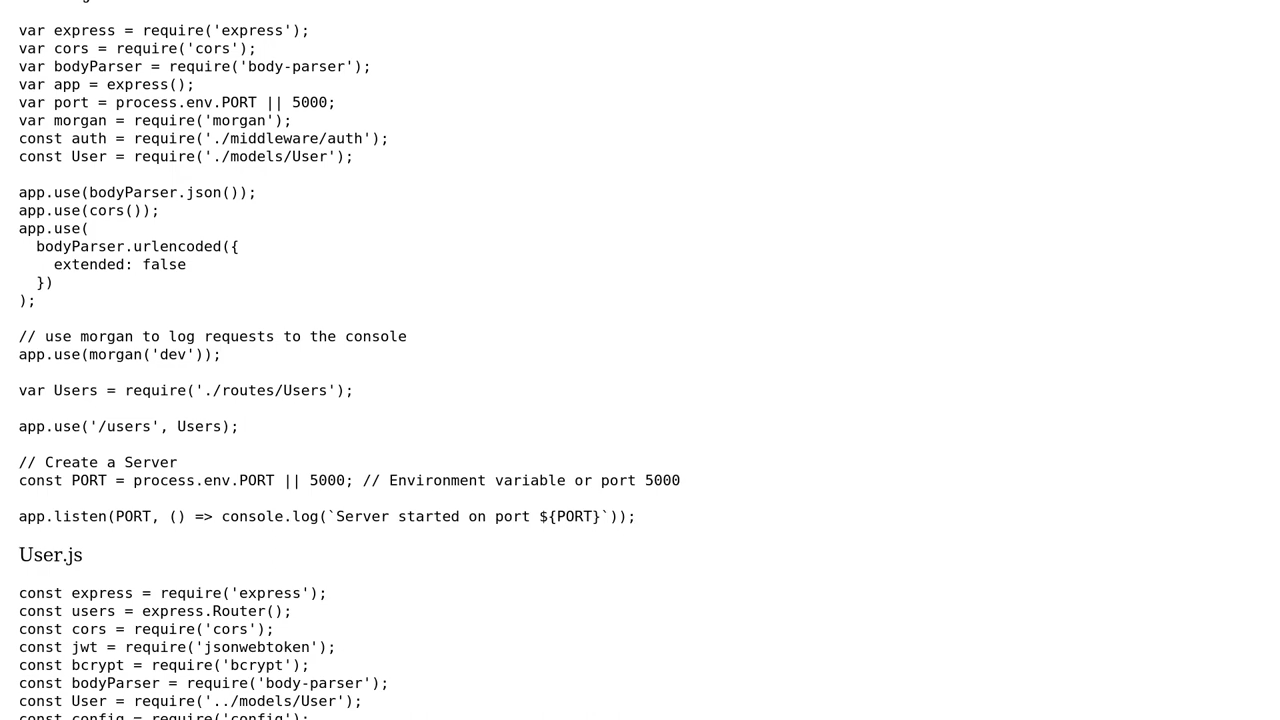 var express = require('express');
var cors = require('cors');
var bodyParser = require('body-parser');
var app = express();
var port = process.env.PORT || 5000;
var morgan = require('morgan');
const auth = require('./middleware/auth');
const User = require('./models/User');

app.use(bodyParser.json());
app.use(cors());
app.use(
  bodyParser.urlencoded({
    extended: false
  })
);

// use morgan to log requests to the console
app.use(morgan('dev'));

var Users = require('./routes/Users');

app.use('/users', Users);

// Create a Server
const PORT = process.env.PORT || 5000; // Environment variable or port 5000

app.listen(PORT, () => console.log(`Server started on port ${PORT}`));

User.js

const express = require('express');
const users = express.Router();
const cors = require('cors');
const jwt = require('jsonwebtoken');
const bcrypt = require('bcrypt');
const bodyParser = require('body-parser');
const User = require('../models/User');
const config = require('config');